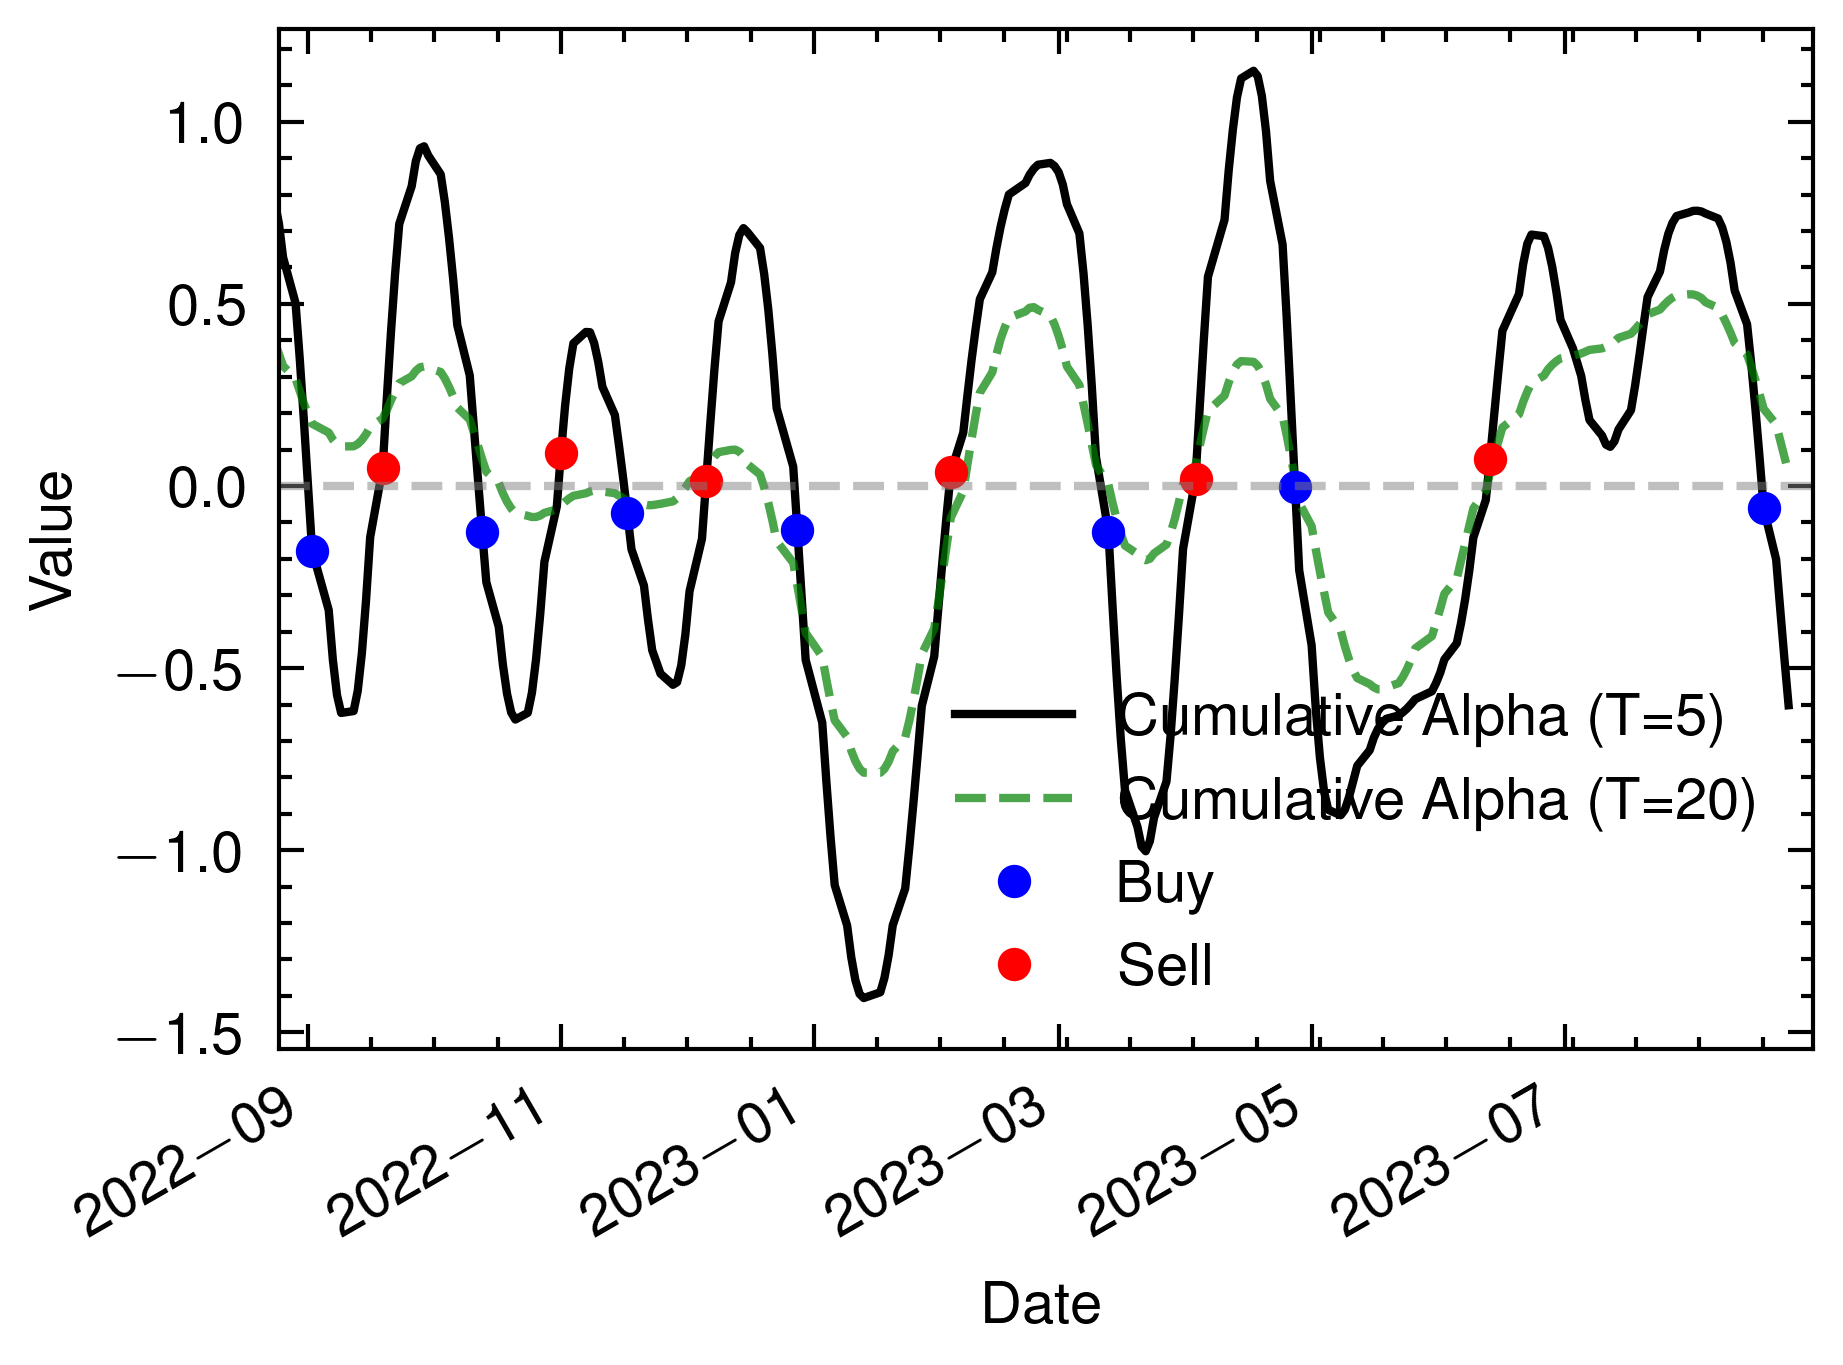 Value
1.0
0.5
0.0
−0.5
−1.0
−1.5
Cumulative Alpha (T=5)
Cumulative Alpha (T=20)
Buy
Sell
2022−09
2022−11
2023−01
2023−03
2023−05
2023−07
Date